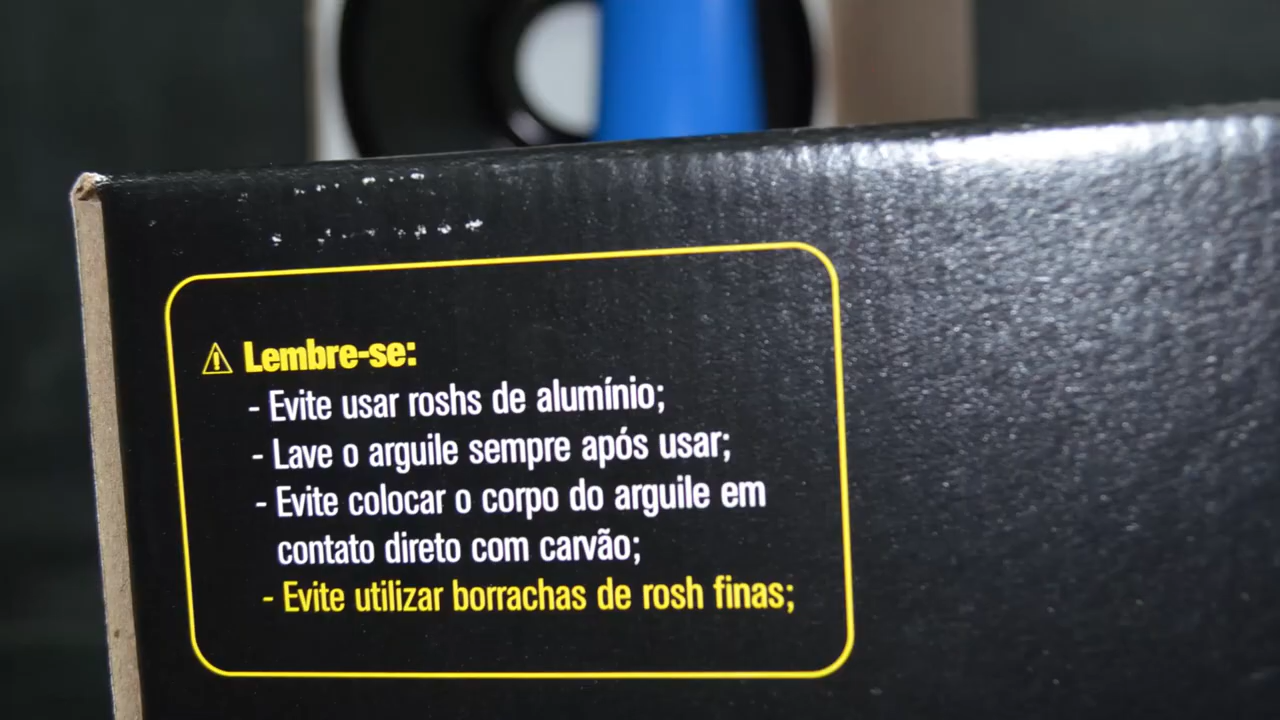 ⚠ Lembre-se:
- Evite usar roshs de alumínio;
- Lave o arguile sempre após usar;
- Evite colocar o corpo do arguile em
contato direto com carvão;
- Evite utilizar borrachas de rosh finas;